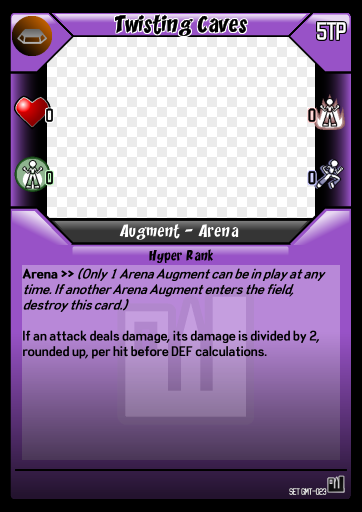 Twisting Caves
5TP
0
0
0
0
Augment - Arena
Hyper Rank
Arena >> (Only 1 Arena Augment can be in play at any
time. If another Arena Augment enters the field,
destroy this card.)
If an attack deals damage, its damage is divided by 2,
rounded up, per hit before DEF calculations.
SET GMT-023